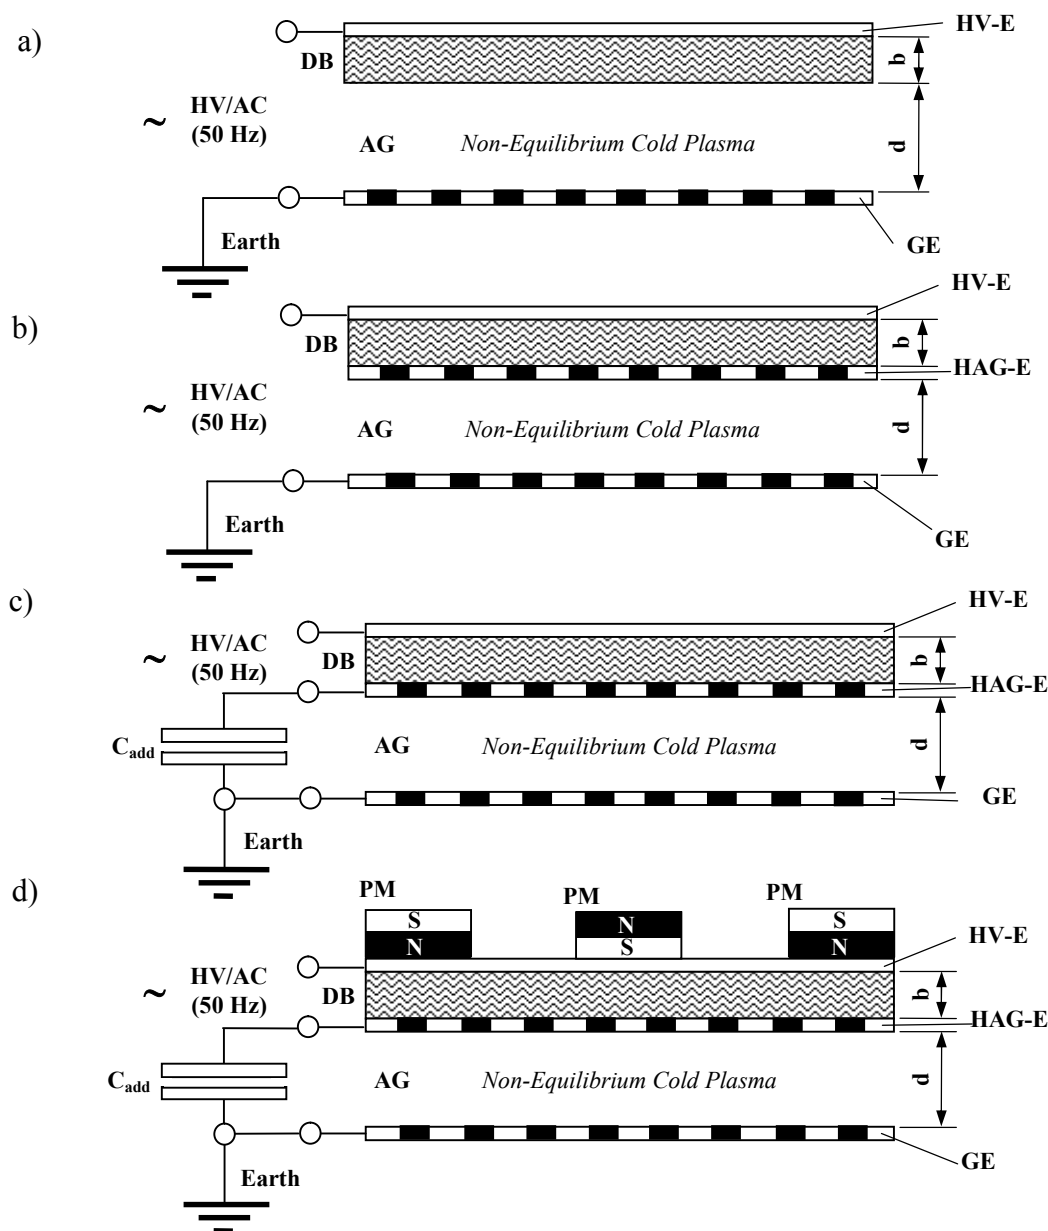 a)
HV-E
DB
b
~ HV/AC
(50 Hz)
AG Non-Equilibrium Cold Plasma
d
Earth
GE
b)
HV-E
DB
b
HAG-E
~ HV/AC
(50 Hz)
AG Non-Equilibrium Cold Plasma
d
Earth
GE
c)
HV-E
~ HV/AC
(50 Hz)
DB
b
HAG-E
Cadd
AG Non-Equilibrium Cold Plasma
d
GE
Earth
d)
PM PM PM
S N S
N S N
HV-E
~ HV/AC
(50 Hz)
DB
b
HAG-E
Cadd
AG Non-Equilibrium Cold Plasma
d
GE
Earth